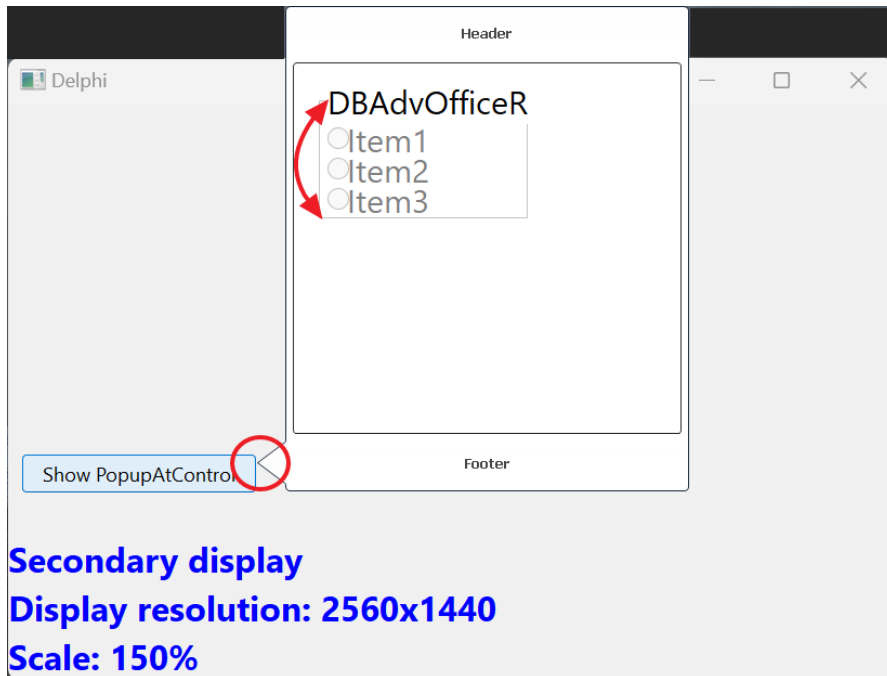 Header
Delphi
DBAdvOfficeR
Item1
Item2
Item3
Show PopupAtControl
Footer
Secondary display
Display resolution: 2560x1440
Scale: 150%